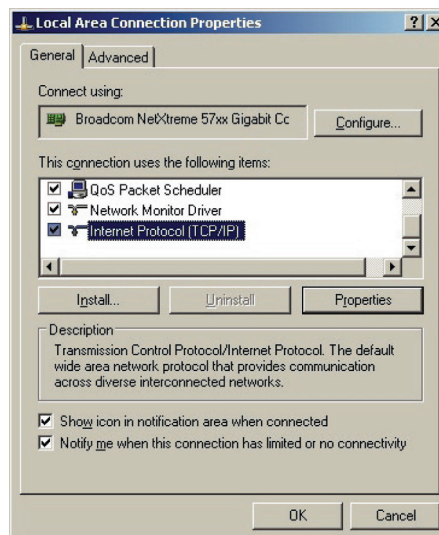 Local Area Connection Properties
General
Advanced
Connect using:
Broadcom NetXtreme 57xx Gigabit Cc
Configure...
This connection uses the following items:
QoS Packet Scheduler
Network Monitor Driver
Internet Protocol (TCP/IP)
Install...
Uninstall
Properties
Description
Transmission Control Protocol/Internet Protocol. The default
wide area network protocol that provides communication
across diverse interconnected networks.
Show icon in notification area when connected
Notify me when this connection has limited or no connectivity
OK
Cancel